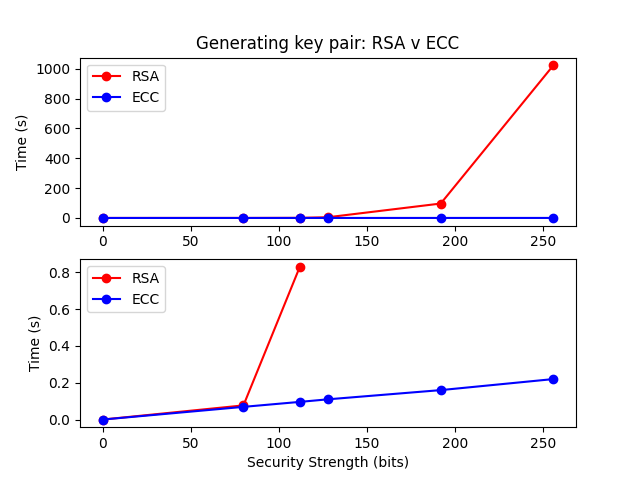 Generating key pair: RSA v ECC
RSA
ECC
Time (s)
1000
800
600
400
200
0
0 50 100 150 200 250
RSA
ECC
Time (s)
0.8
0.6
0.4
0.2
0.0
0 50 100 150 200 250
Security Strength (bits)